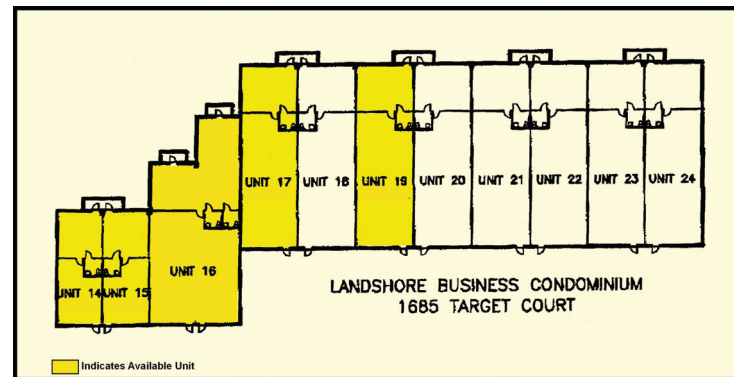 UNIT 17
UNIT 18
UNIT 19
UNIT 20
UNIT 21
UNIT 22
UNIT 23
UNIT 24
UNIT 14
UNIT 15
UNIT 16
LANDSHORE BUSINESS CONDOMINIUM
1685 TARGET COURT
Indicates Available Unit